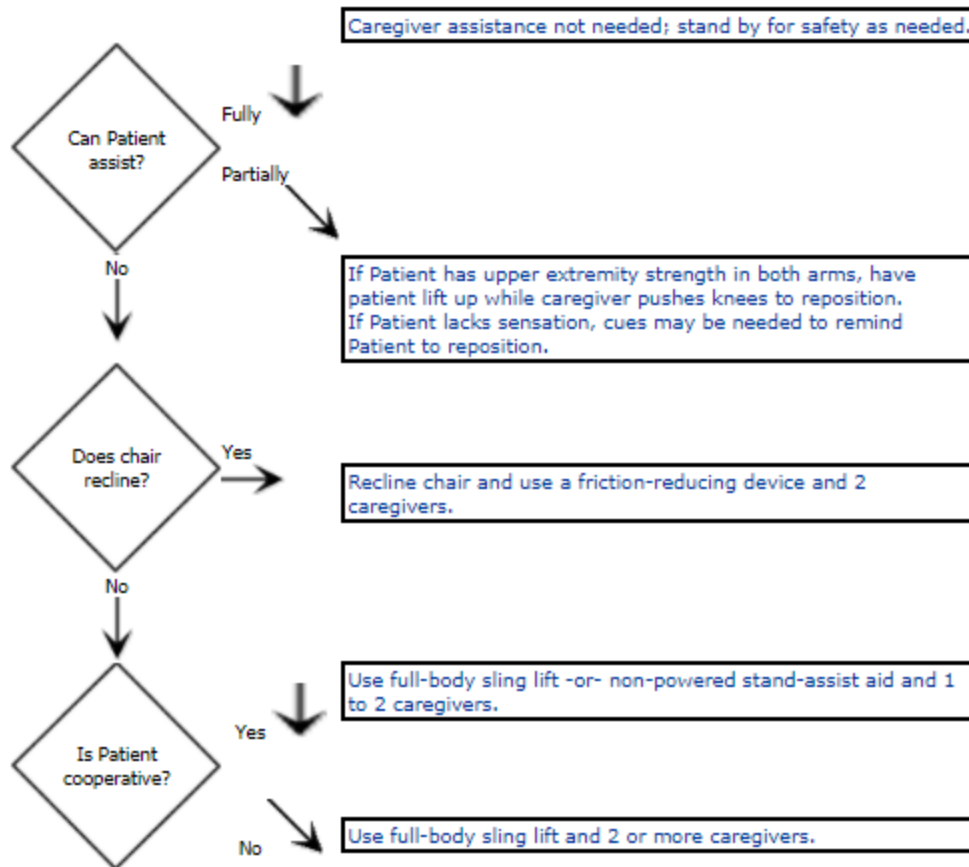 Caregiver assistance not needed; stand by for safety as needed.
Can Patient
assist?
Fully
Partially
No
If Patient has upper extremity strength in both arms, have
patient lift up while caregiver pushes knees to reposition.
If Patient lacks sensation, cues may be needed to remind
Patient to reposition.
Does chair
recline?
Yes
Recline chair and use a friction-reducing device and 2
caregivers.
No
Use full-body sling lift -or- non-powered stand-assist aid and 1
to 2 caregivers.
Yes
Is Patient
cooperative?
No
Use full-body sling lift and 2 or more caregivers.